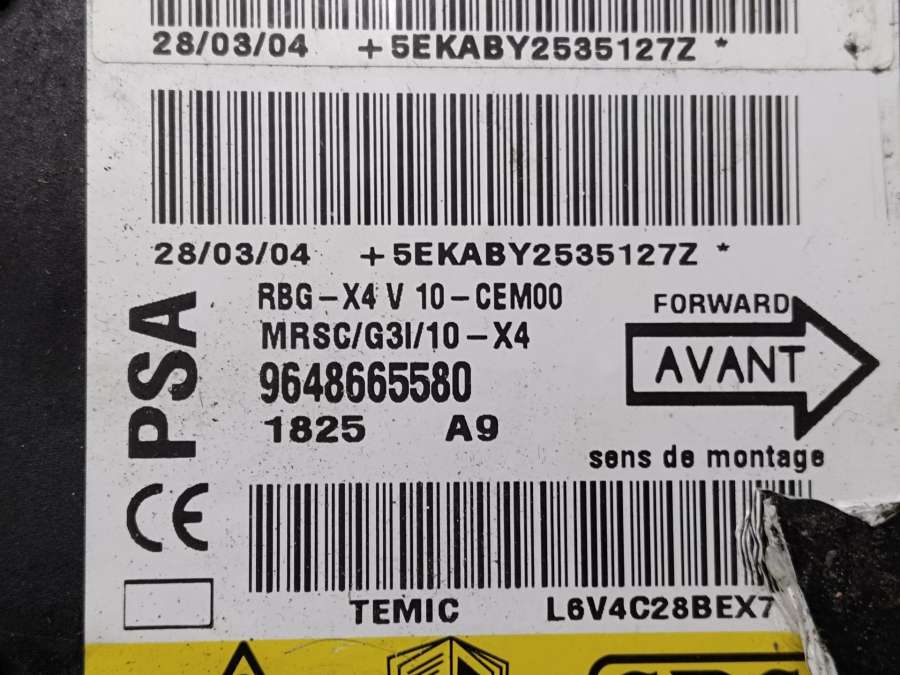 28/03/04 +5EKABY2535127Z *
28/03/04 +5EKABY2535127Z *
RBG-X4 V 10-CEM00
MRSC/G3I/10-X4
9648665580
1825 A9
PSA
FORWARD
AVANT
sens de montage
CE
TEMIC L6V4C28BEX7